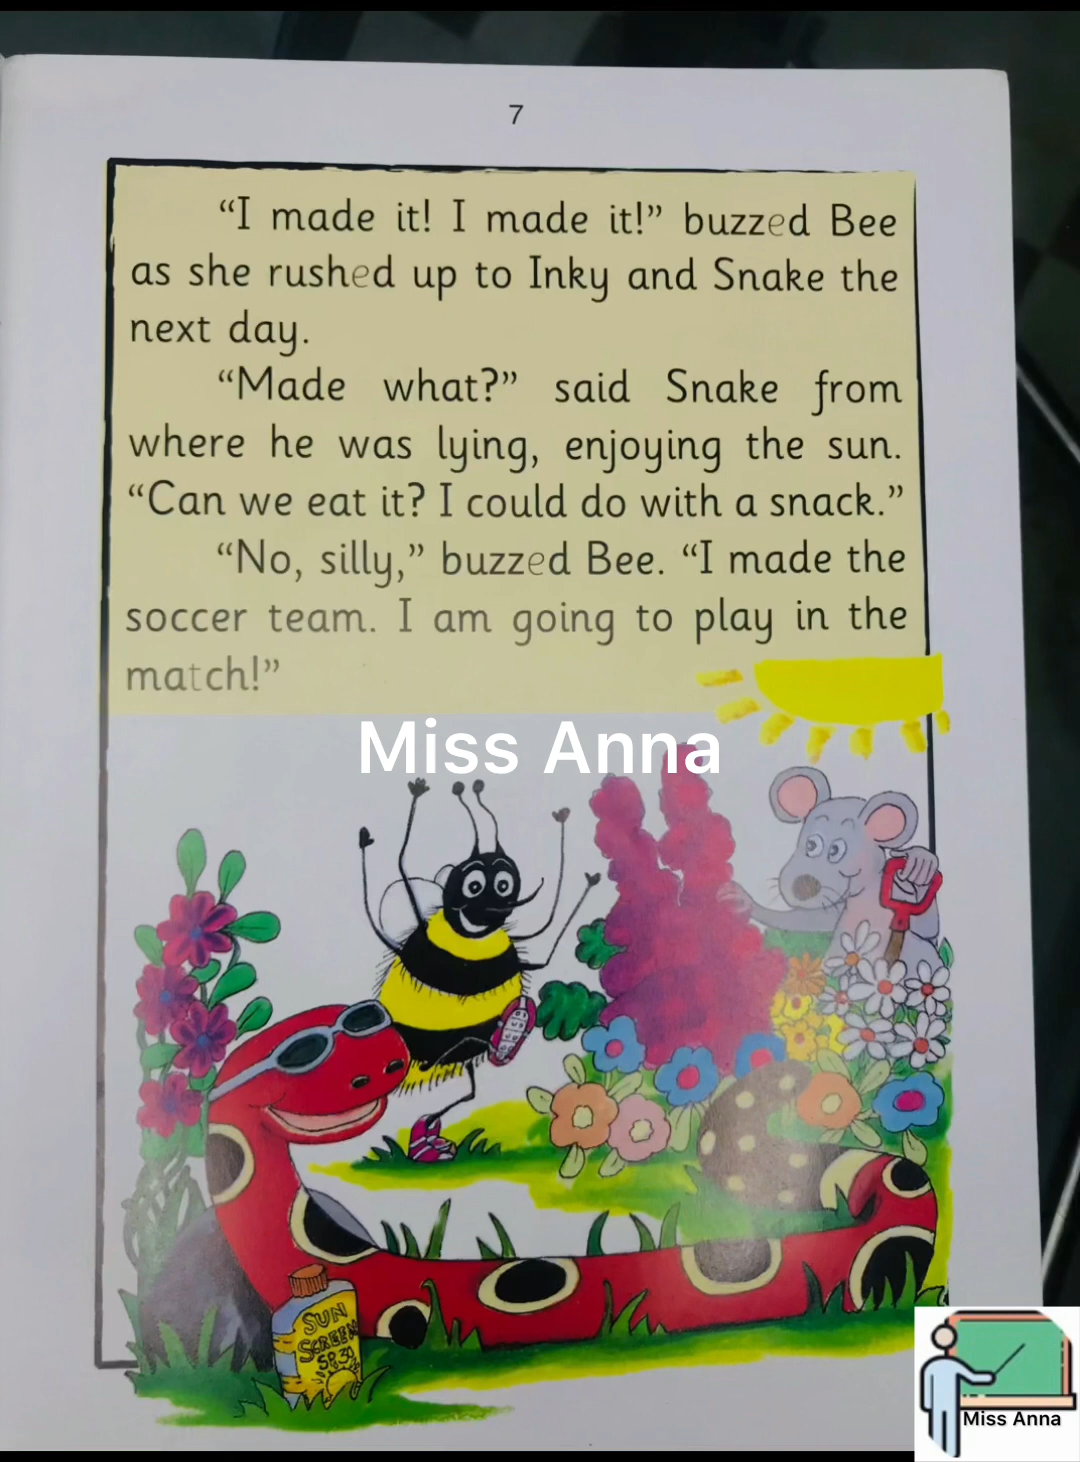 7
“I made it! I made it!” buzzed Bee
as she rushed up to Inky and Snake the
next day.
“Made what?” said Snake from
where he was lying, enjoying the sun.
“Can we eat it? I could do with a snack.”
“No, silly,” buzzed Bee. “I made the
soccer team. I am going to play in the
match!”
Miss Anna
SUN
SCREEN
SP30
Miss Anna